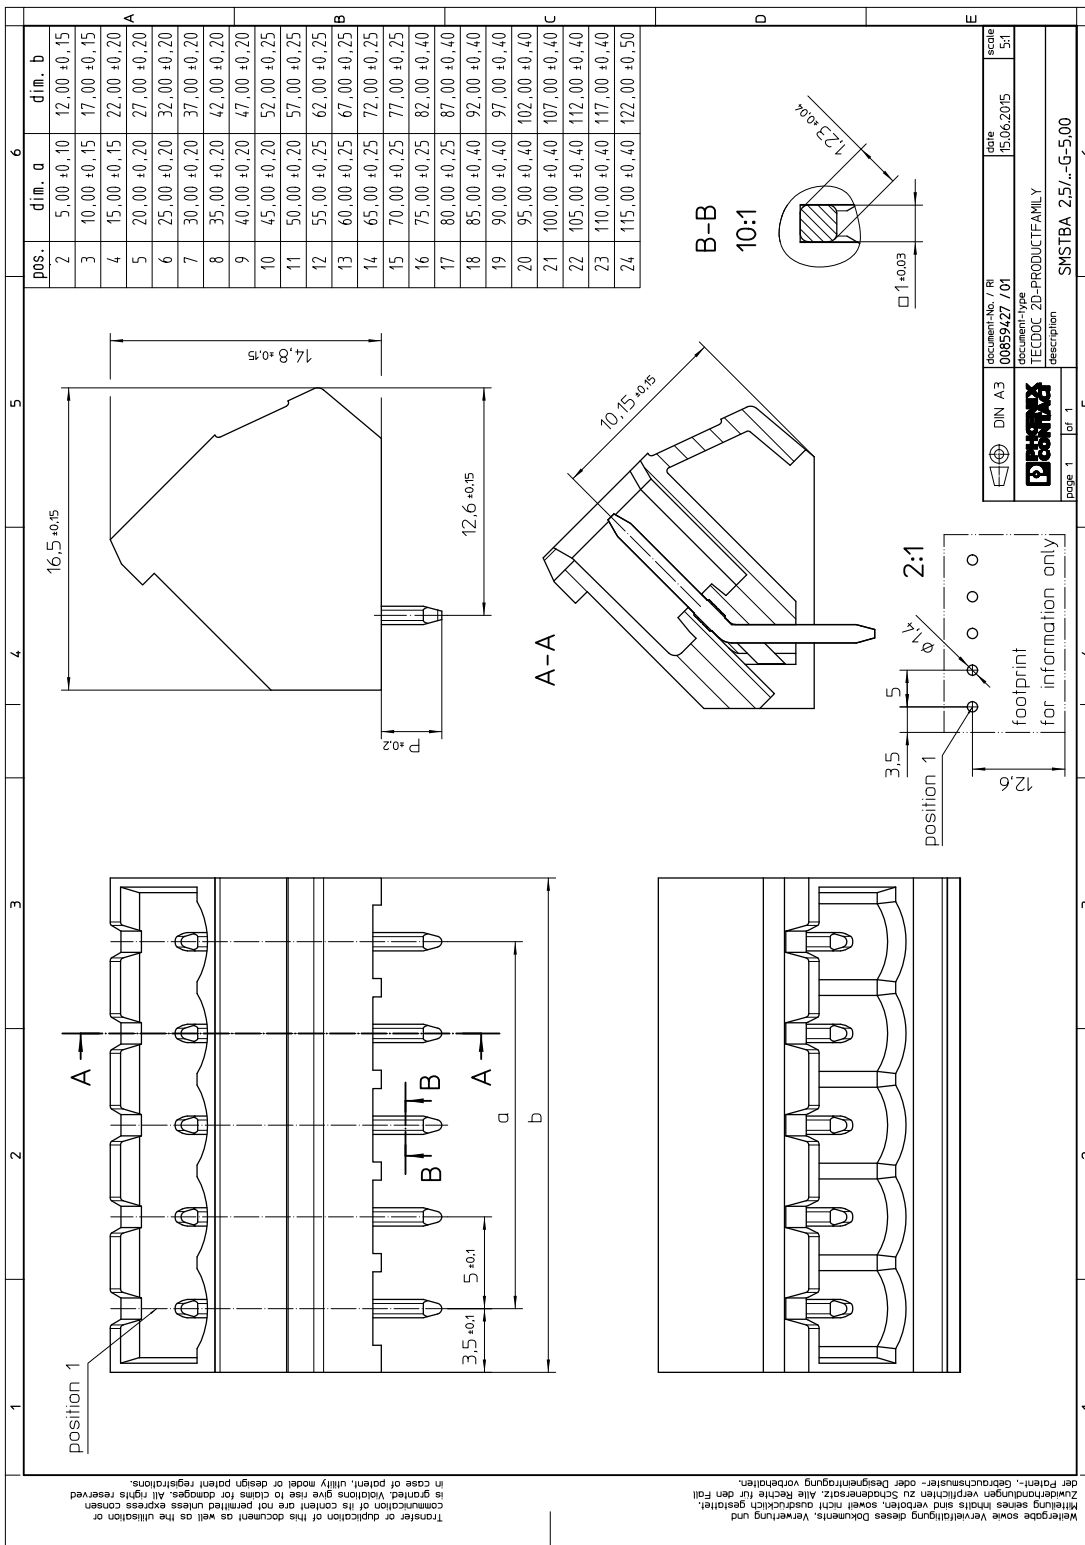 pos. dim. a dim. b
2 5,00 ±0,10 12,00 ±0,15
3 10,00 ±0,15 17,00 ±0,15
4 15,00 ±0,15 22,00 ±0,20
5 20,00 ±0,20 27,00 ±0,20
6 25,00 ±0,20 32,00 ±0,20
7 30,00 ±0,20 37,00 ±0,20
8 35,00 ±0,20 42,00 ±0,20
9 40,00 ±0,20 47,00 ±0,20
10 45,00 ±0,20 52,00 ±0,25
11 50,00 ±0,20 57,00 ±0,25
12 55,00 ±0,25 62,00 ±0,25
13 60,00 ±0,25 67,00 ±0,25
14 65,00 ±0,25 72,00 ±0,25
15 70,00 ±0,25 77,00 ±0,25
16 75,00 ±0,25 82,00 ±0,40
17 80,00 ±0,25 87,00 ±0,40
18 85,00 ±0,40 92,00 ±0,40
19 90,00 ±0,40 97,00 ±0,40
20 95,00 ±0,40 102,00 ±0,40
21 100,00 ±0,40 107,00 ±0,40
22 105,00 ±0,40 112,00 ±0,40
23 110,00 ±0,40 117,00 ±0,40
24 115,00 ±0,40 122,00 ±0,50
1 2 3 4 5 6
A B C D E
position 1
A A
B B
3,5 ±0,1
5 ±0,1
a
b
16,5 ±0,15
14,8 ±0,15
12,6 ±0,15
P ±0,2
A-A
10,15 ±0,15
B-B
10:1
1,23 ±0,04
□ 1 ±0,03
2:1
position 1
3,5
5
Ø1,4
12,6
footprint
for information only
DIN A3
document-No. / RI
00859427 / 01
date
15.06.2015
scale
5:1
PHOENIX
CONTACT
document-type
TECDOC 2D-PRODUCTFAMILY
page 1 of 1
description
SMSTBA 2,5/..-G-5,00
Transfer or duplication of this document as well as the utilisation or
communication of its content are not permitted unless express consen
is granted. Violations give rise to claims for damages. All rights reserved
in case of patent, utility model or design patent registrations.
Weitergabe sowie Vervielfältigung dieses Dokuments, Verwertung und
Mitteilung seines Inhalts sind verboten, soweit nicht ausdrücklich gestattet.
Zuwiderhandlungen verpflichten zu Schadenersatz. Alle Rechte für den Fall
der Patent-, Gebrauchsmuster- oder Designeintragung vorbehalten.